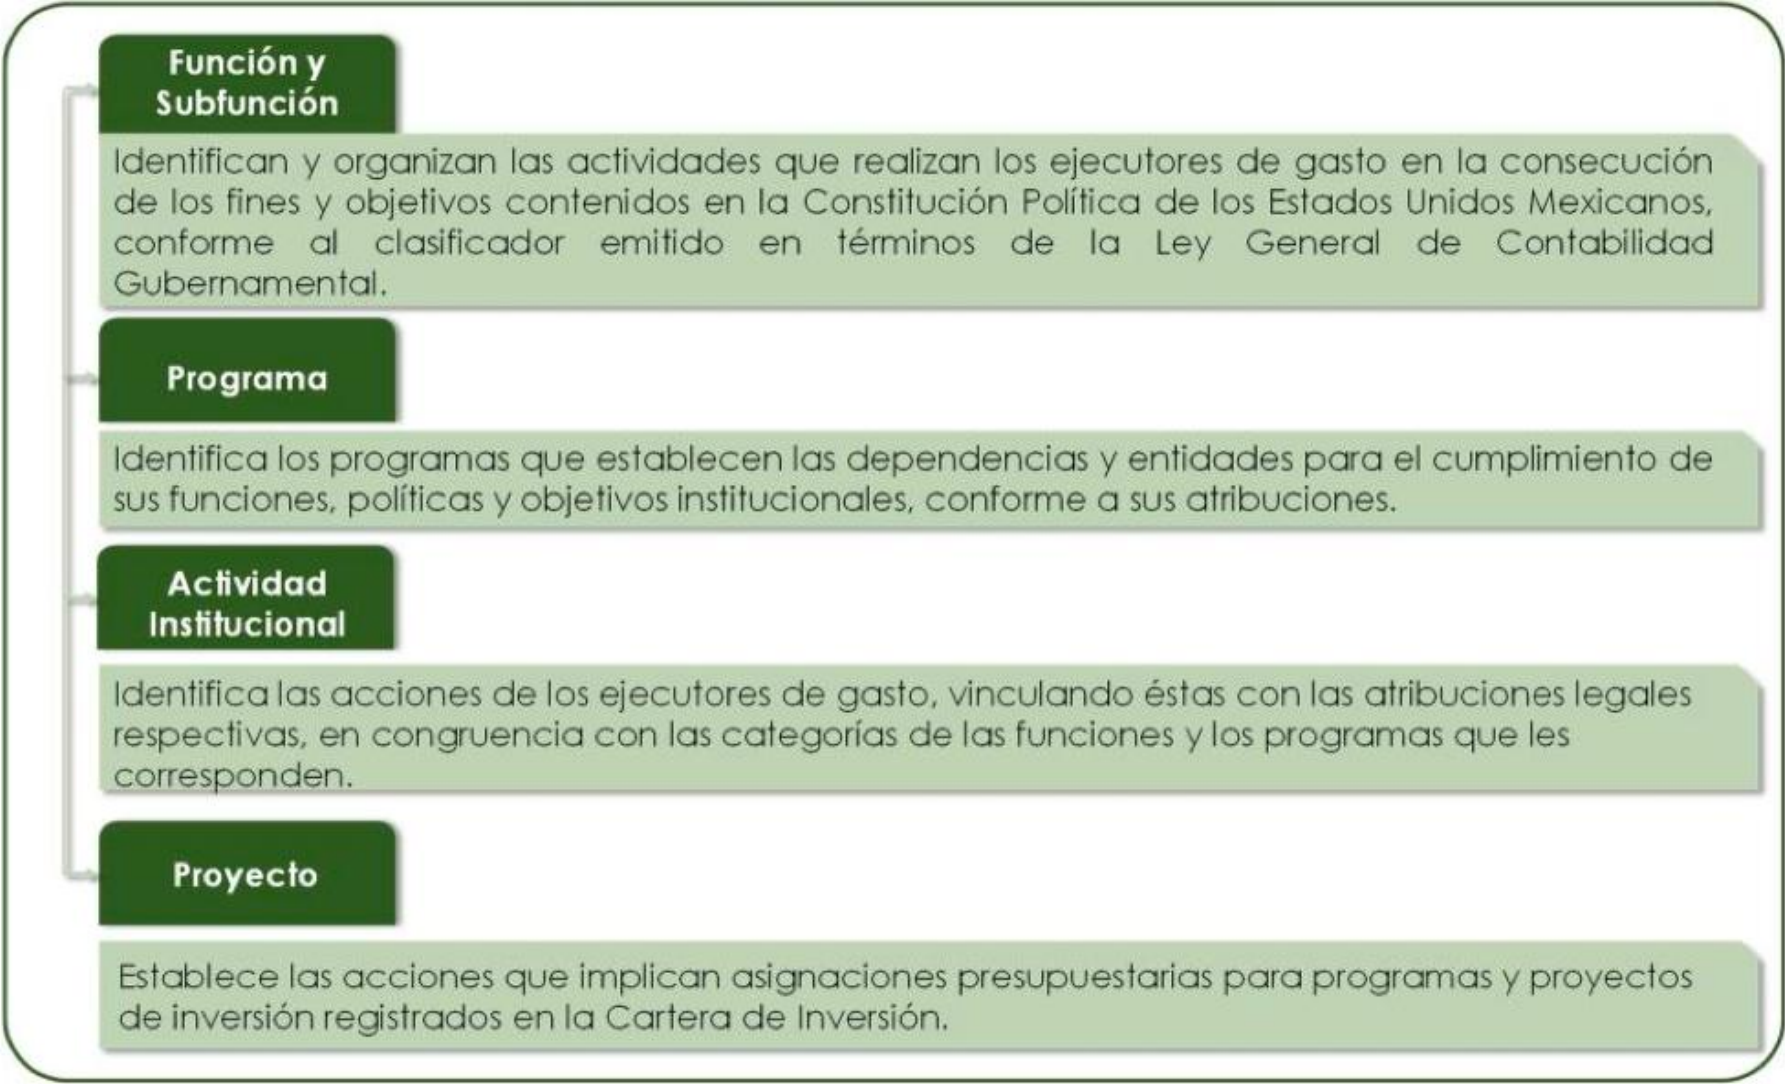 Función y
Subfunción
Identifican y organizan las actividades que realizan los ejecutores de gasto en la consecución
de los fines y objetivos contenidos en la Constitución Política de los Estados Unidos Mexicanos,
conforme al clasificador emitido en términos de la Ley General de Contabilidad
Gubernamental.
Programa
Identifica los programas que establecen las dependencias y entidades para el cumplimiento de
sus funciones, políticas y objetivos institucionales, conforme a sus atribuciones.
Actividad
Institucional
Identifica las acciones de los ejecutores de gasto, vinculando éstas con las atribuciones legales
respectivas, en congruencia con las categorías de las funciones y los programas que les
corresponden.
Proyecto
Establece las acciones que implican asignaciones presupuestarias para programas y proyectos
de inversión registrados en la Cartera de Inversión.